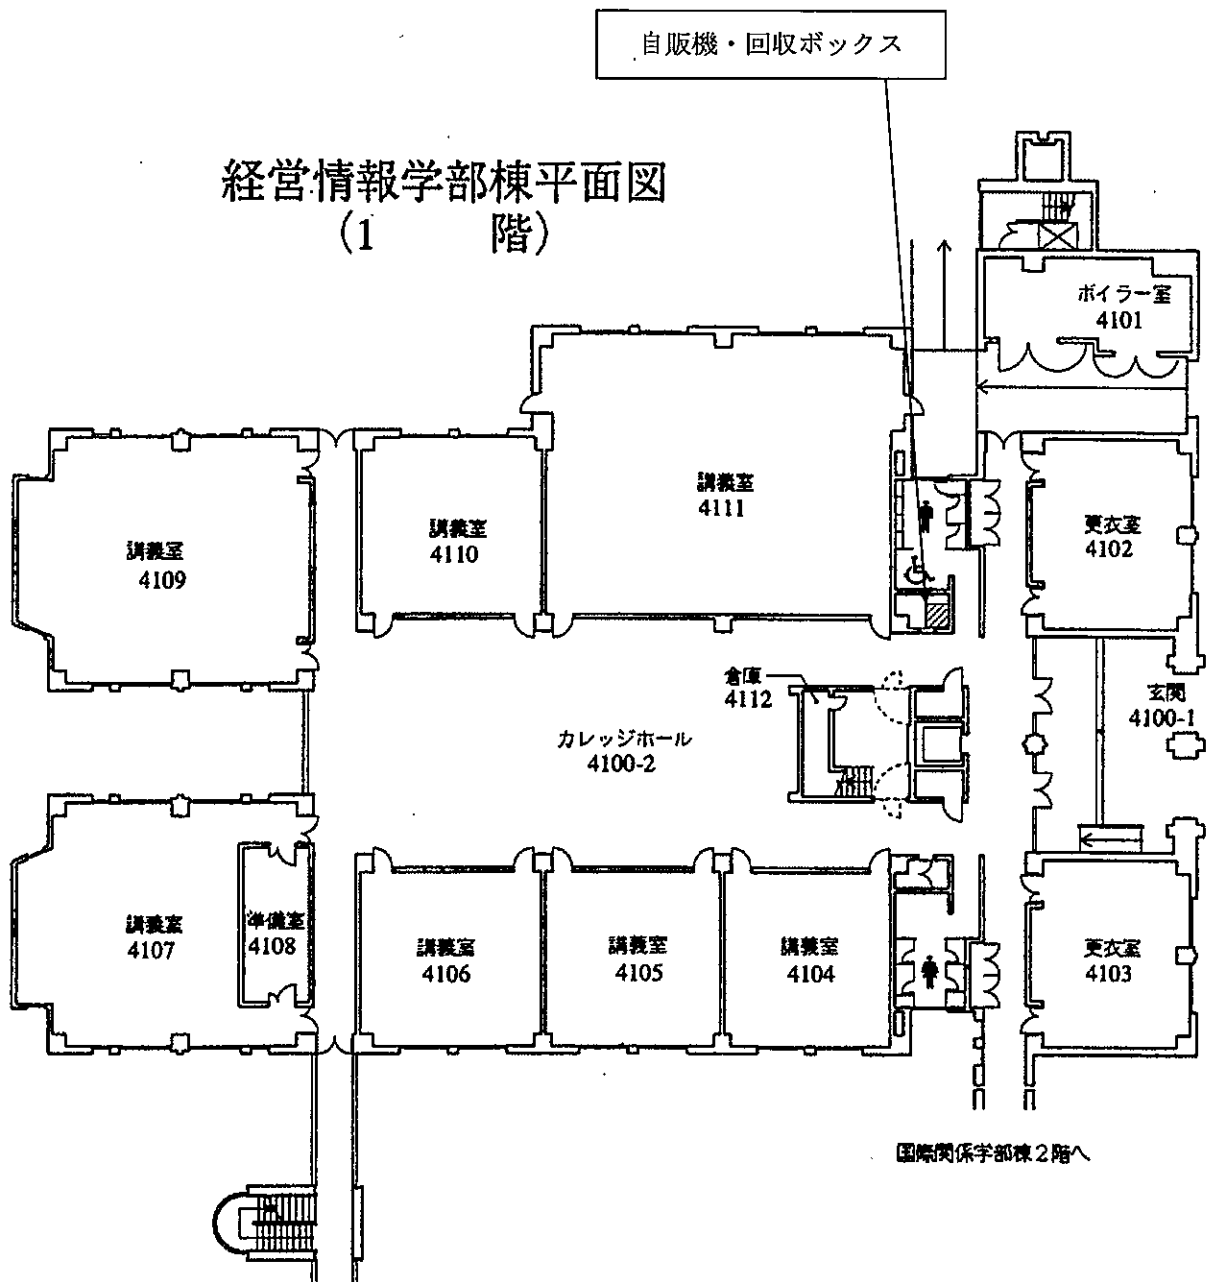 自販機・回収ボックス
経営情報学部棟平面図
(1 階)
ボイラー室
4101
講義室
4111
講義室
4110
講義室
4109
更衣室
4102
倉庫
4112
玄関
4100-1
カレッジホール
4100-2
講義室
4107
準備室
4108
講義室
4106
講義室
4105
講義室
4104
更衣室
4103
国際関係学部棟2階へ